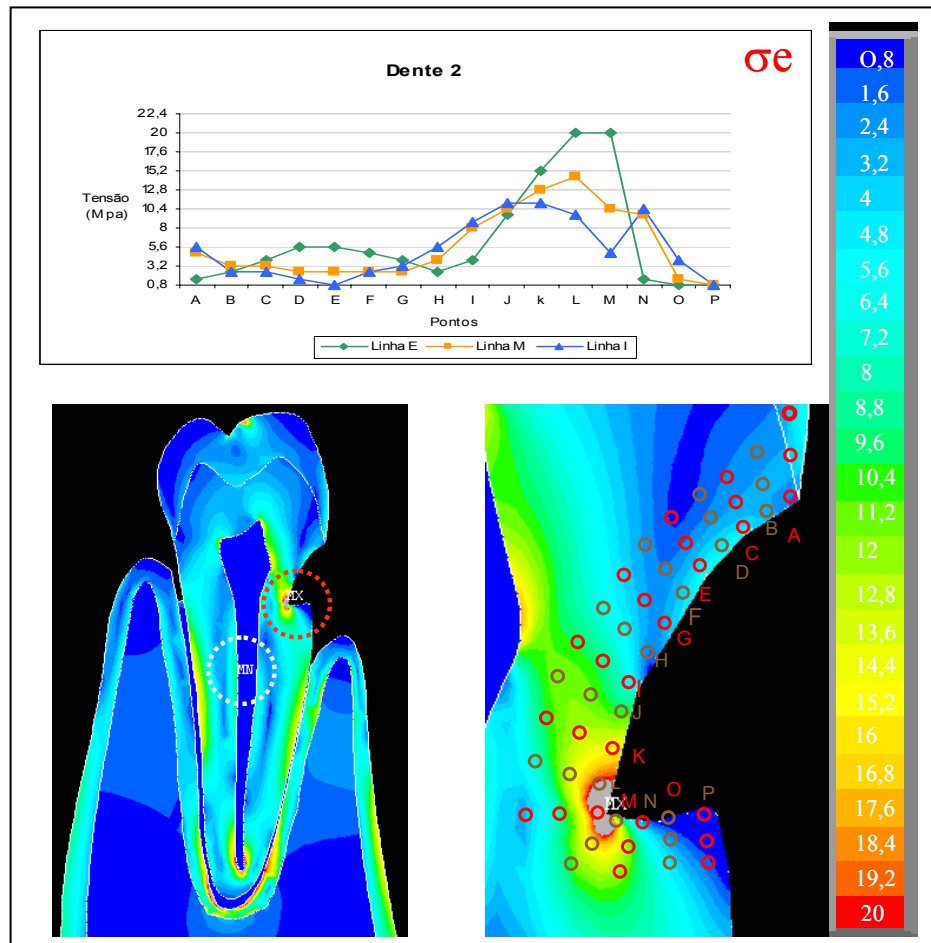 Dente 2
σe
Tensão
(Mpa)
22,4
20
17,6
15,2
12,8
10,4
8
5,6
3,2
0,8
A B C D E F G H I J k L M N O P
Pontos
Linha E Linha M Linha I
O,8
1,6
2,4
3,2
4
4,8
5,6
6,4
7,2
8
8,8
9,6
10,4
11,2
12
12,8
13,6
14,4
15,2
16
16,8
17,6
18,4
19,2
20
MX
MN
A
B
C
D
E
F
G
H
I
J
K
L
MX
M
N
O
P